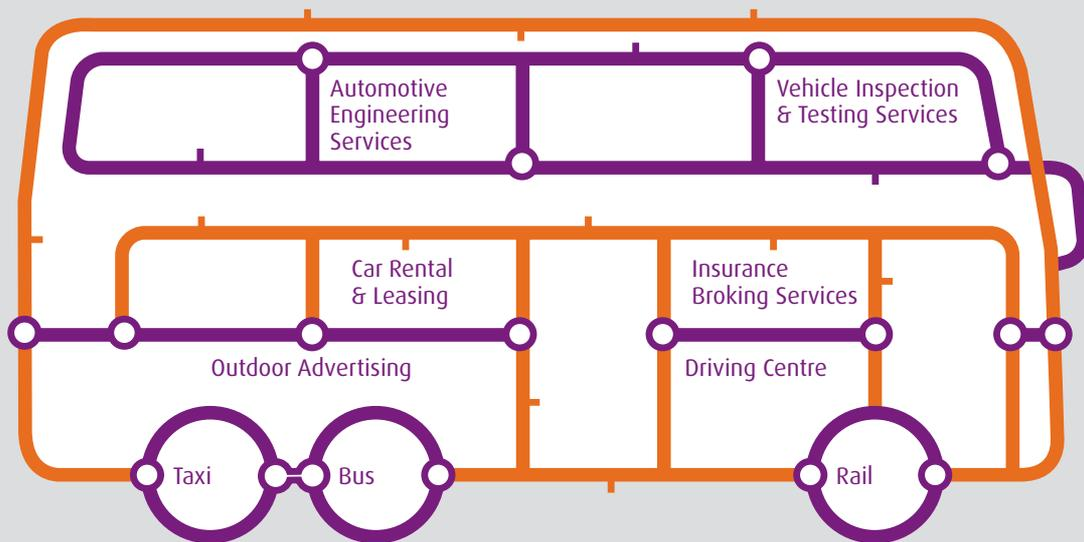 Automotive
Engineering
Services
Vehicle Inspection
& Testing Services
Car Rental
& Leasing
Insurance
Broking Services
Outdoor Advertising
Driving Centre
Taxi
Bus
Rail